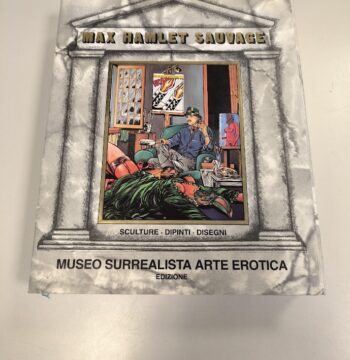 MAX HAMLET SAUVAGE
SCULTURE · DIPINTI · DISEGNI
MUSEO SURREALISTA ARTE EROTICA
EDIZIONE